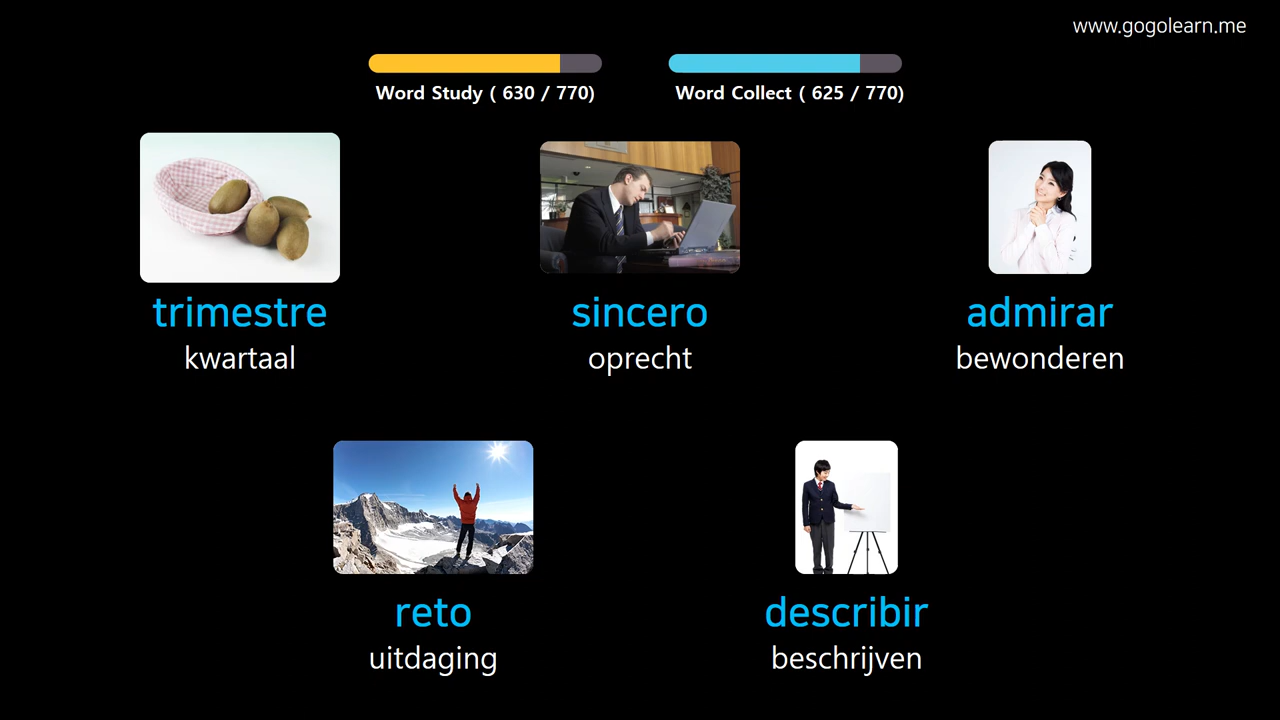 www.gogolearn.me
Word Study ( 630 / 770)
Word Collect ( 625 / 770)
trimestre
kwartaal
sincero
oprecht
admirar
bewonderen
reto
uitdaging
describir
beschrijven